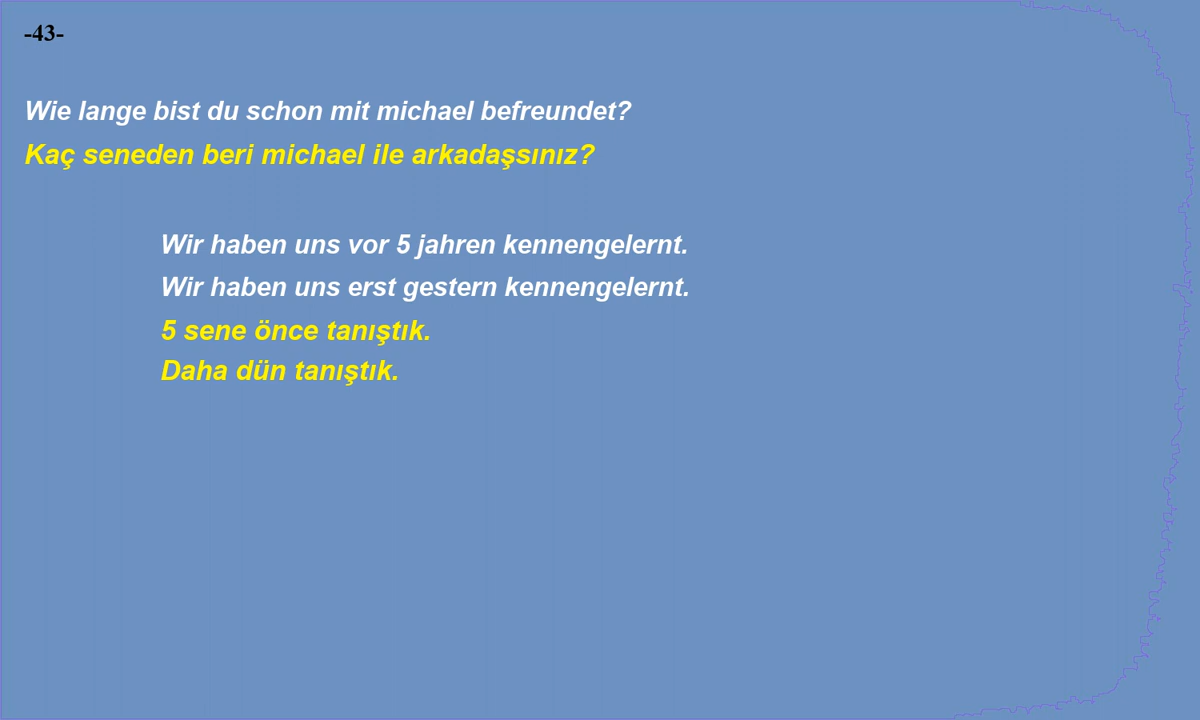 -43-
Wie lange bist du schon mit michael befreundet?
Kaç seneden beri michael ile arkadaşsınız?
Wir haben uns vor 5 jahren kennengelernt.
Wir haben uns erst gestern kennengelernt.
5 sene önce tanıştık.
Daha dün tanıştık.